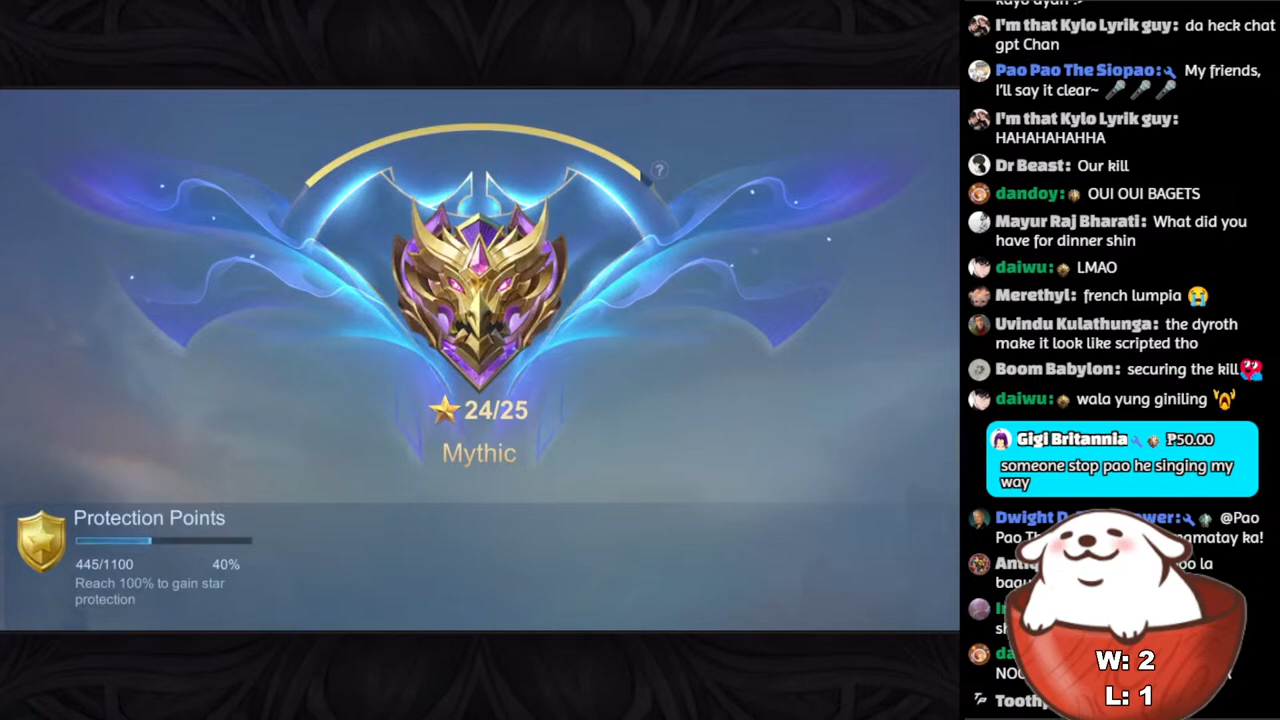 ?
24/25
Mythic
Protection Points
445/1100 40%
Reach 100% to gain star
protection
I'm that Kylo Lyrik guy: da heck chat
gpt Chan
Pao Pao The Siopao: My friends,
I'll say it clear~
I'm that Kylo Lyrik guy:
HAHAHAHAHHA
Dr Beast: Our kill
dandoy: OUI OUI BAGETS
Mayur Raj Bharati: What did you
have for dinner shin
daiwu: LMAO
Merethyl: french lumpia
Uvindu Kulathunga: the dyroth
make it look like scripted tho
Boom Babylon: securing the kill
daiwu: wala yung giniling
Gigi Britannia ₱50.00
someone stop pao he singing my
way
Dwight @Pao
Pao ka!
la
W: 2
L: 1